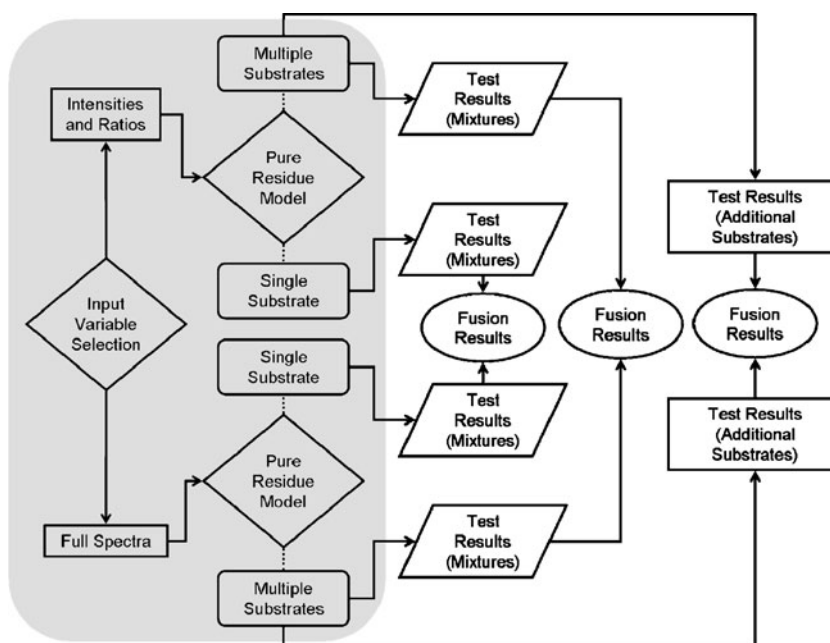 Multiple
Substrates
Test
Results
(Mixtures)
Intensities
and Ratios
Pure
Residue
Model
Test Results
(Additional
Substrates)
Test
Results
(Mixtures)
Single
Substrate
Input
Variable
Selection
Fusion
Results
Fusion
Results
Fusion
Results
Single
Substrate
Test
Results
(Mixtures)
Test Results
(Additional
Substrates)
Pure
Residue
Model
Full Spectra
Test
Results
(Mixtures)
Multiple
Substrates